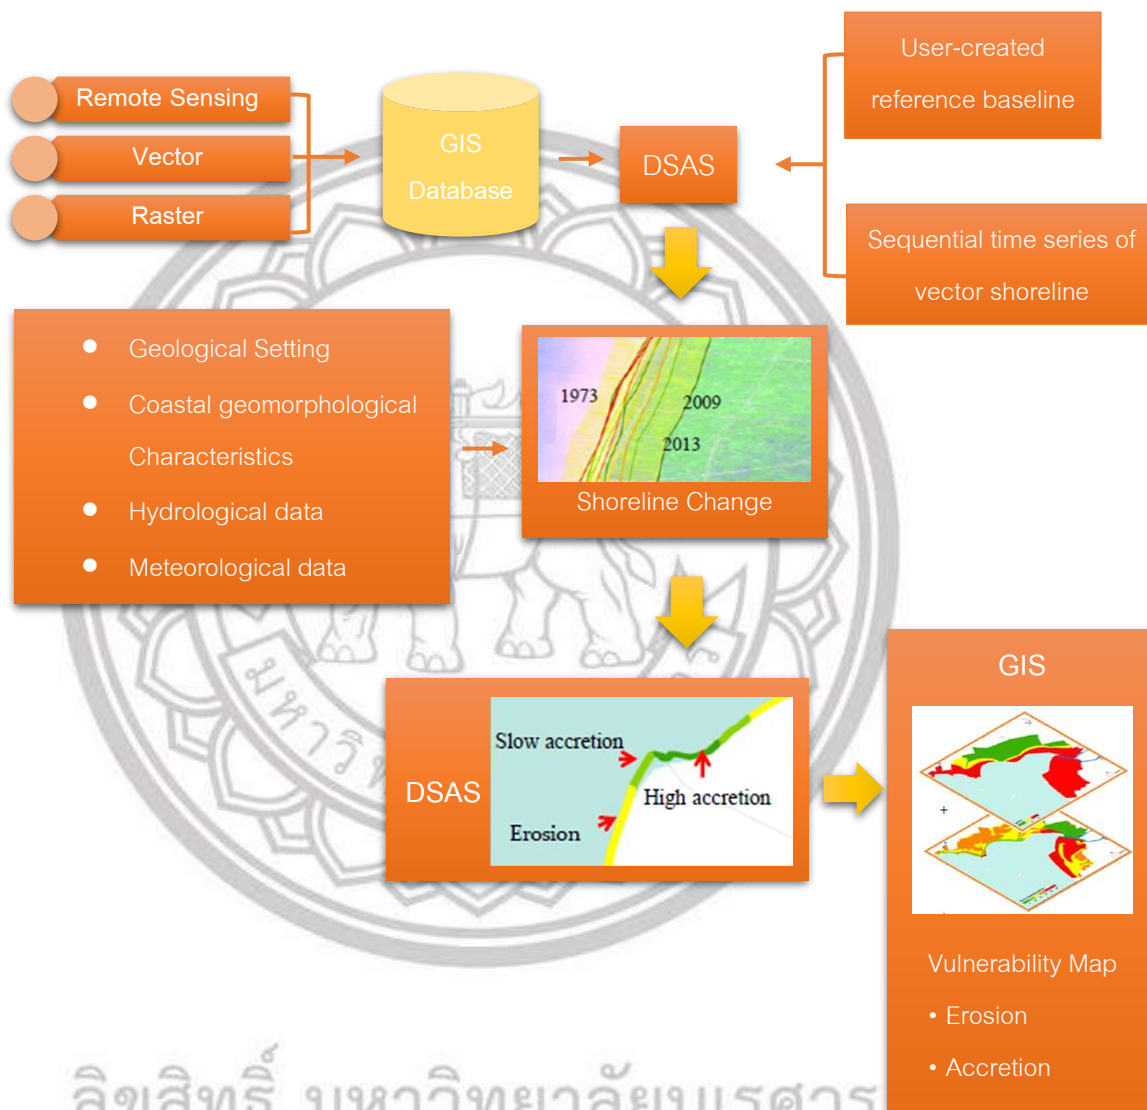 Remote Sensing
Vector
Raster
GIS
Database
DSAS
User-created
reference baseline
Sequential time series of
vector shoreline
• Geological Setting
• Coastal geomorphological
Characteristics
• Hydrological data
• Meteorological data
1973
2009
2013
Shoreline Change
DSAS
Slow accretion
High accretion
Erosion
GIS
+
Vulnerability Map
• Erosion
• Accretion
ลิขสิทธิ์ มหาวิทยาลัยนเรศวร